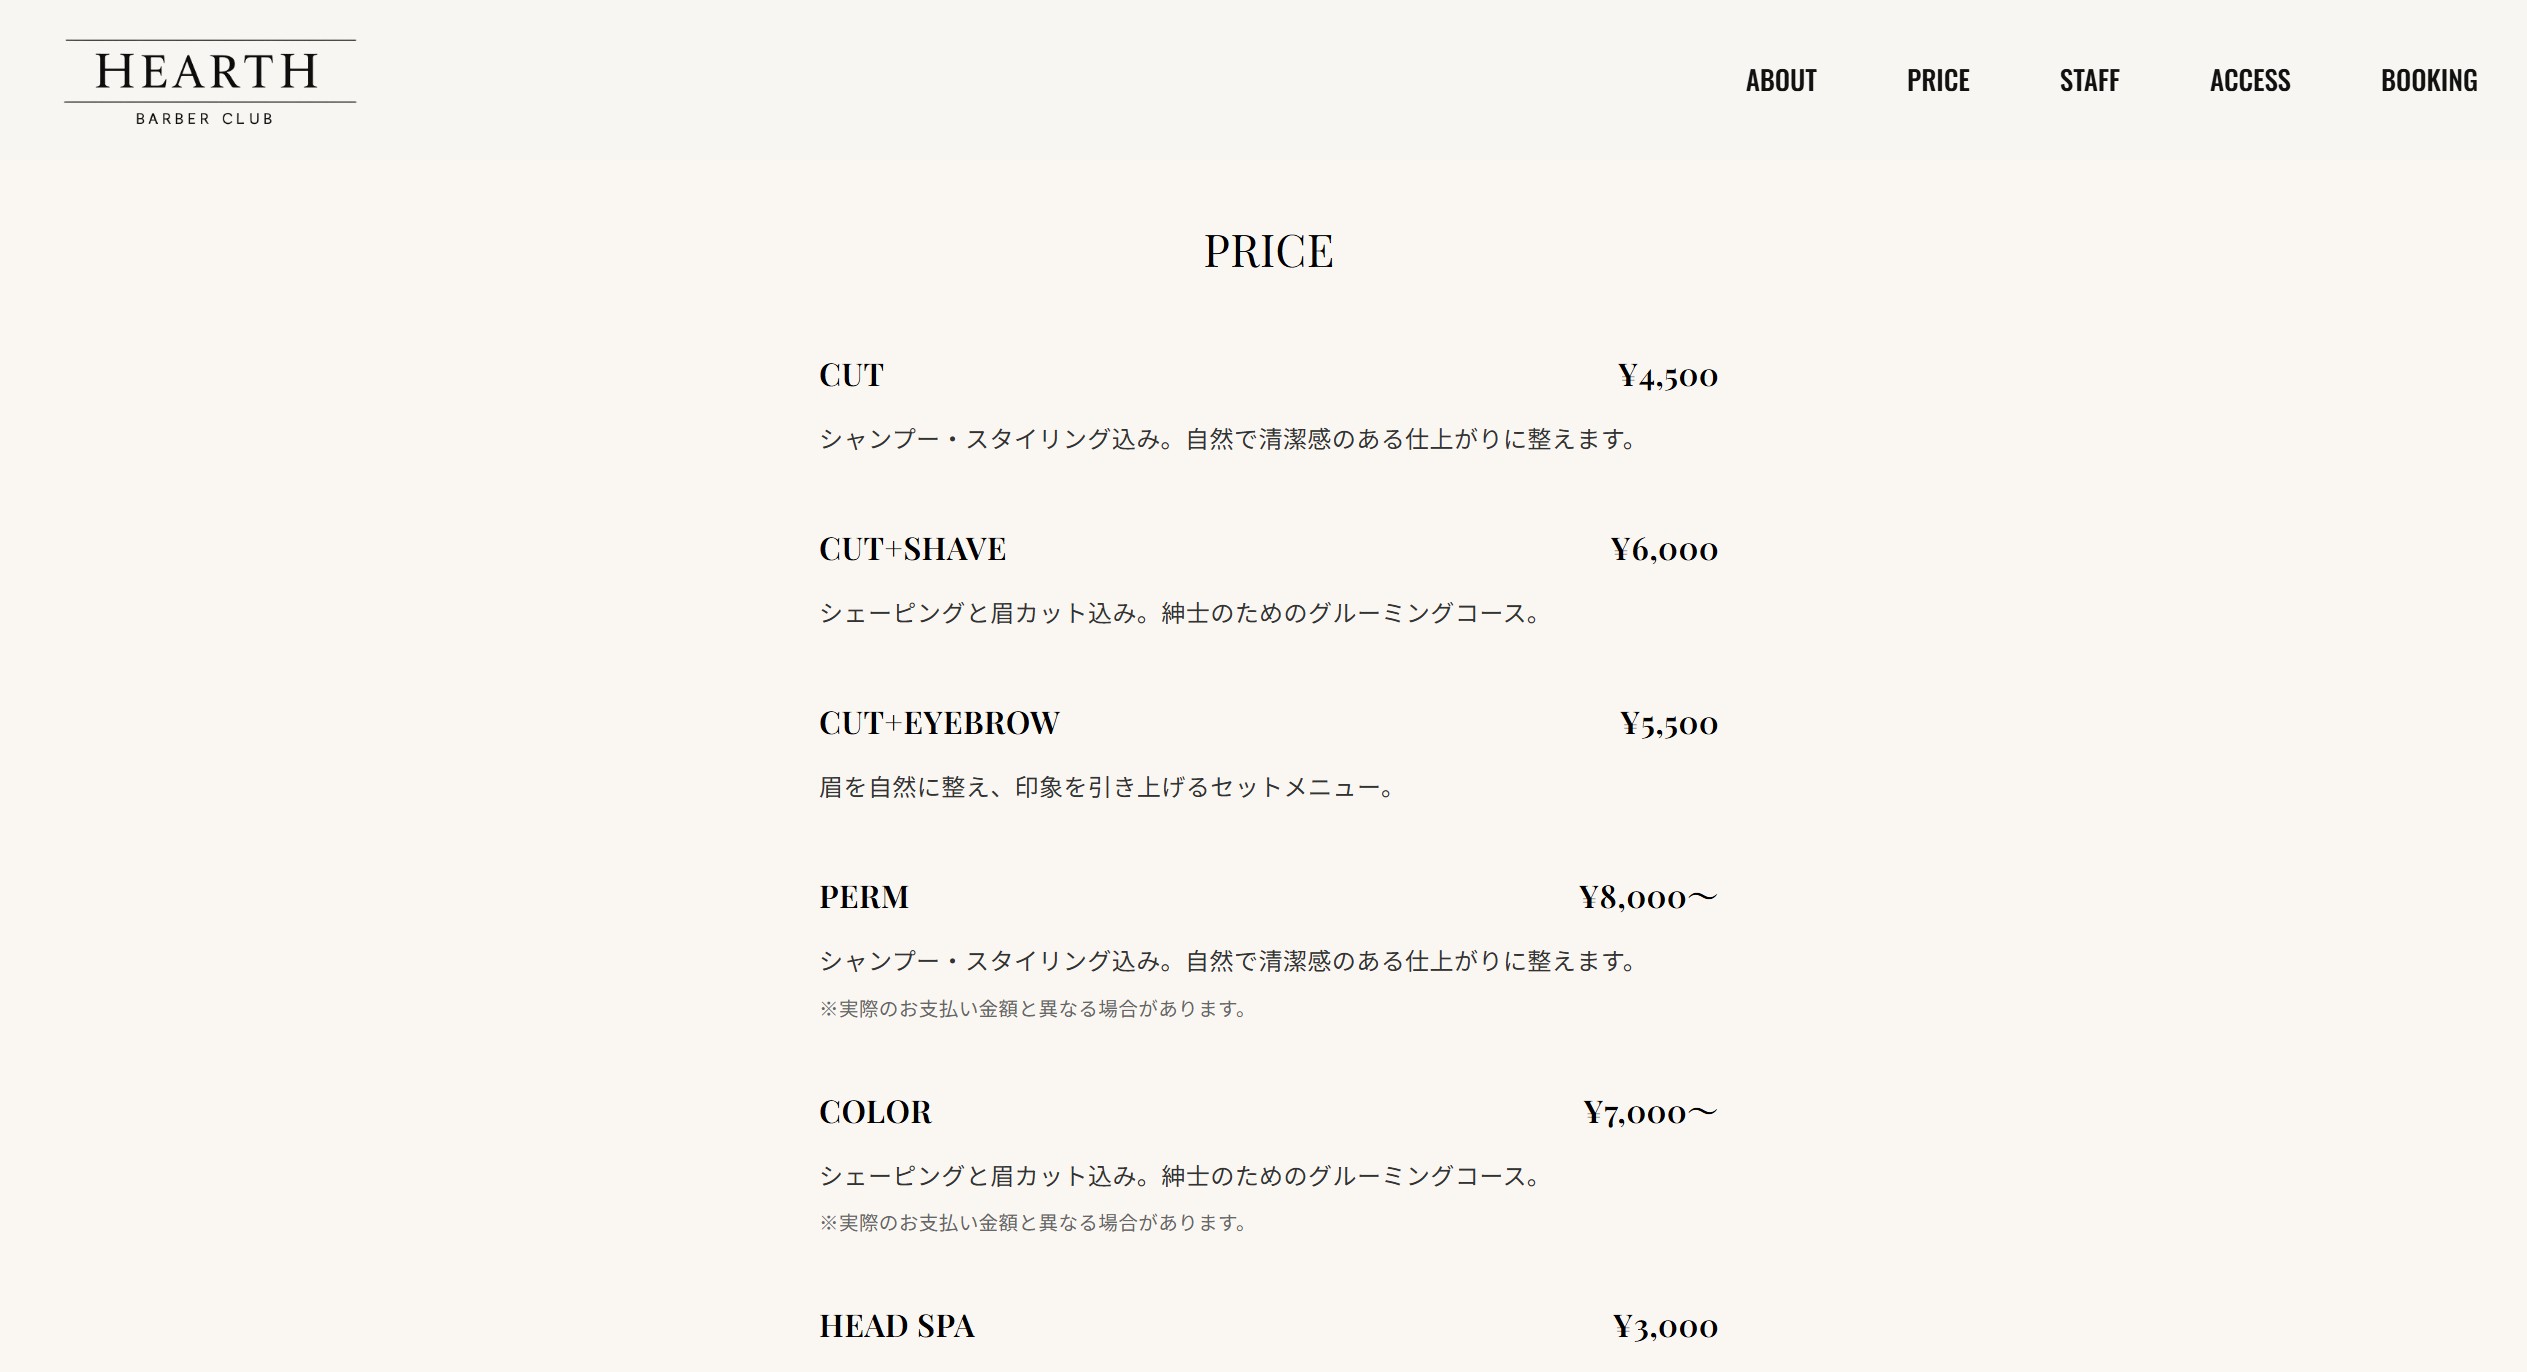 HEARTH
BARBER CLUB
ABOUT PRICE STAFF ACCESS BOOKING
PRICE
CUT ¥4,500
シャンプー・スタイリング込み。自然で清潔感のある仕上がりに整えます。
CUT+SHAVE ¥6,000
シェーピングと眉カット込み。紳士のためのグルーミングコース。
CUT+EYEBROW ¥5,500
眉を自然に整え、印象を引き上げるセットメニュー。
PERM ¥8,000〜
シャンプー・スタイリング込み。自然で清潔感のある仕上がりに整えます。
※実際のお支払い金額と異なる場合があります。
COLOR ¥7,000〜
シェーピングと眉カット込み。紳士のためのグルーミングコース。
※実際のお支払い金額と異なる場合があります。
HEAD SPA ¥3,000